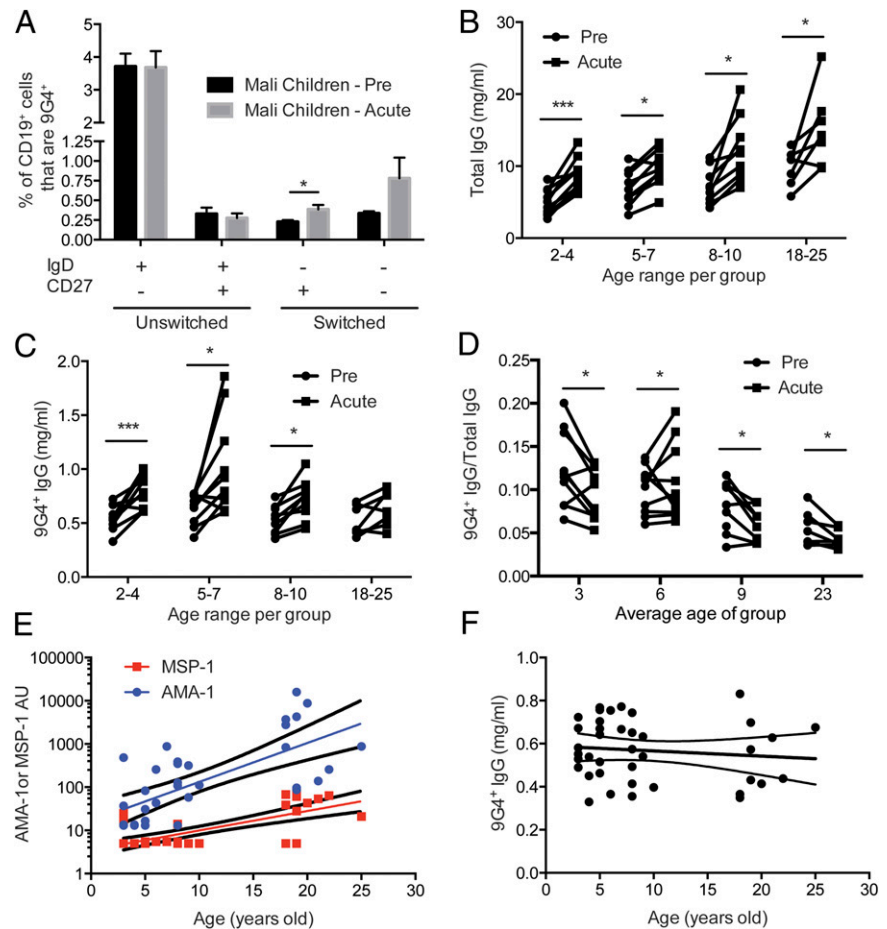 A
% of CD19+ cells
that are 9G4+
5
4
3
2
1
1.00
0.75
0.50
0.25
0.00
Mali Children - Pre
Mali Children - Acute
*
IgD + + - -
CD27 - + + -
Unswitched Switched
B
Total IgG (mg/ml)
30
20
10
0
Pre
Acute
*** * * *
2-4 5-7 8-10 18-25
Age range per group
C
9G4+ IgG (mg/ml)
2.0
1.5
1.0
0.5
0.0
Pre
Acute
*** * *
2-4 5-7 8-10 18-25
Age range per group
D
9G4+ IgG/Total IgG
0.25
0.20
0.15
0.10
0.05
0.00
Pre
Acute
* * * *
3 6 9 23
Average age of group
E
AMA-1or MSP-1 AU
100000
10000
1000
100
10
1
MSP-1
AMA-1
0 5 10 15 20 25 30
Age (years old)
F
9G4+ IgG (mg/ml)
1.0
0.8
0.6
0.4
0.2
0.0
0 5 10 15 20 25 30
Age (years old)